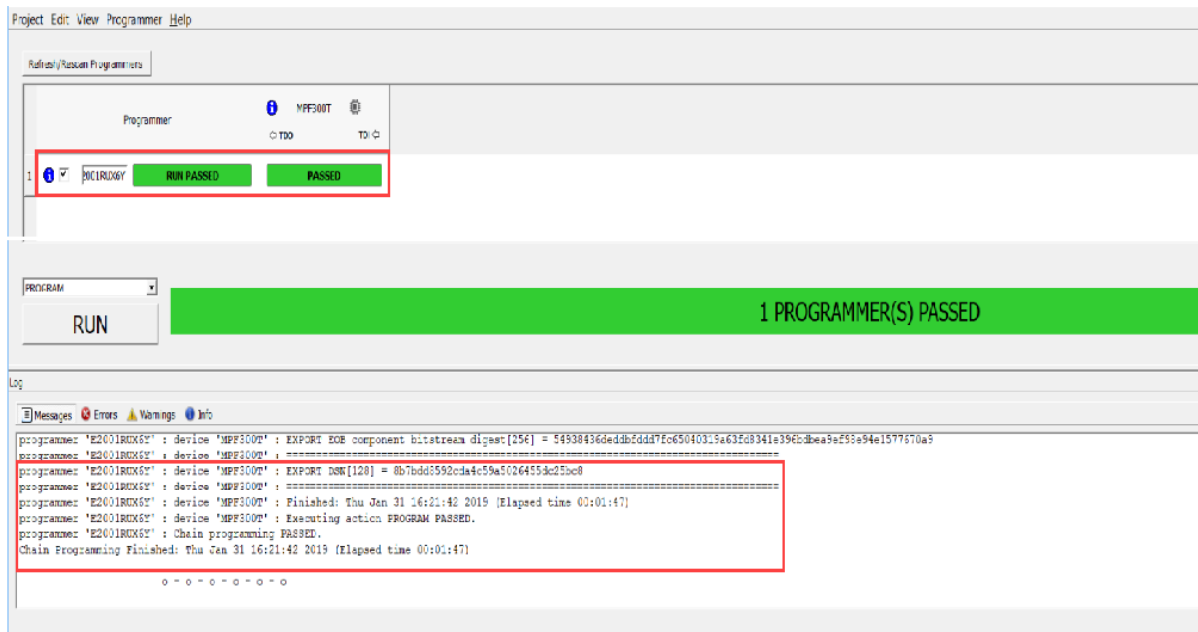 Project Edit View Programmer Help
Refresh/Rescan Programmers
Programmer
MPF300T
TDO
TDI
1
RUN PASSED
PASSED
PROGRAM
RUN
1 PROGRAMMER(S) PASSED
Log
Messages Errors Warnings Info
programmer 'E2001RUX6Y' : device 'MPF300T' : EXPORT EOB component bitstream digest[256] =
programmer 'E2001RUX6Y' : device 'MPF300T' : ================================================================================
programmer 'E2001RUX6Y' : device 'MPF300T' : EXPORT DSN[128] = 8b7bdd8592cda4c59a5026455dc25bc8
programmer 'E2001RUX6Y' : device 'MPF300T' : ================================================================================
programmer 'E2001RUX6Y' : device 'MPF300T' : Finished: Thu Jan 31 16:21:42 2019 (Elapsed time 00:01:47)
programmer 'E2001RUX6Y' : device 'MPF300T' : Executing action PROGRAM PASSED.
programmer 'E2001RUX6Y' : Chain programming PASSED.
Chain Programming Finished: Thu Jan 31 16:21:42 2019 (Elapsed time 00:01:47)
o - o - o - o - o - o